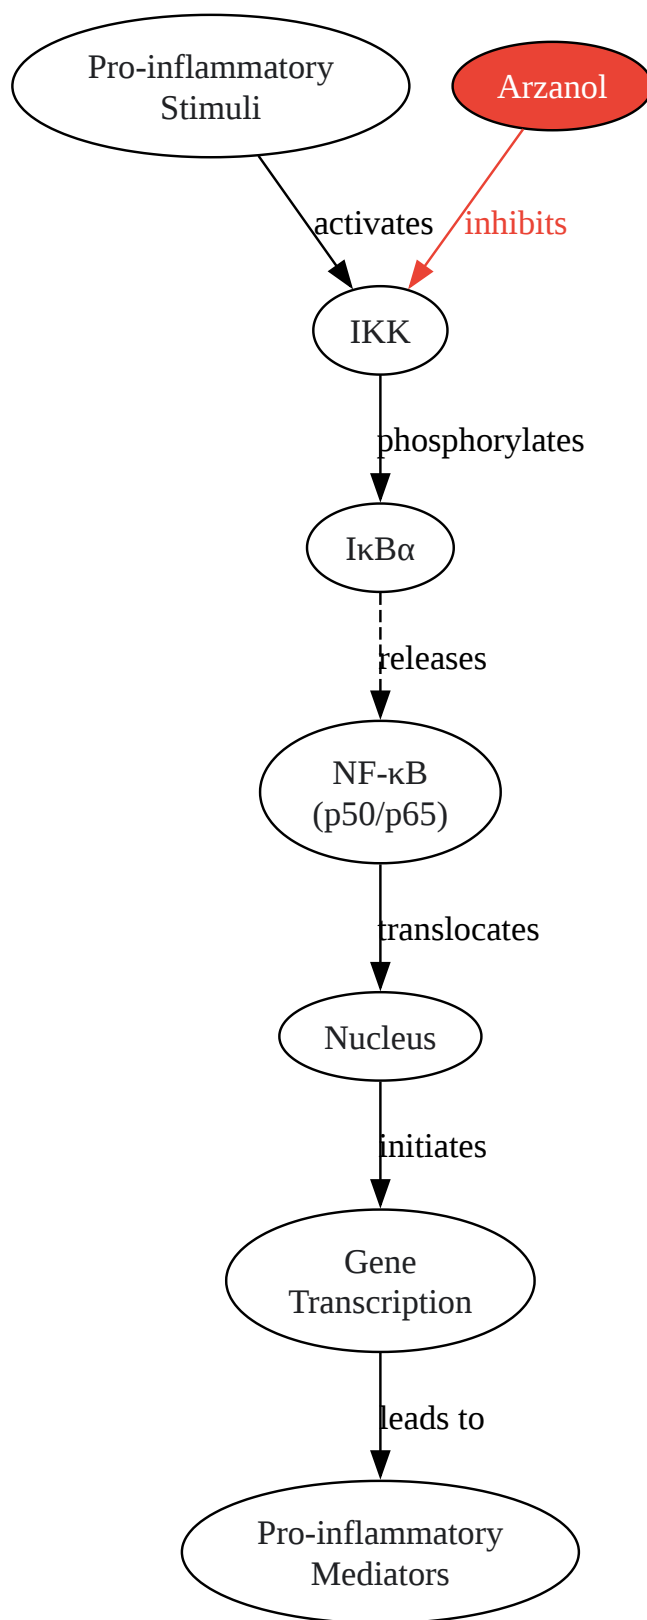 Pro-inflammatory
Stimuli
Arzanol
activates
inhibits
IKK
phosphorylates
IκBα
releases
NF-κB
(p50/p65)
translocates
Nucleus
initiates
Gene
Transcription
leads to
Pro-inflammatory
Mediators